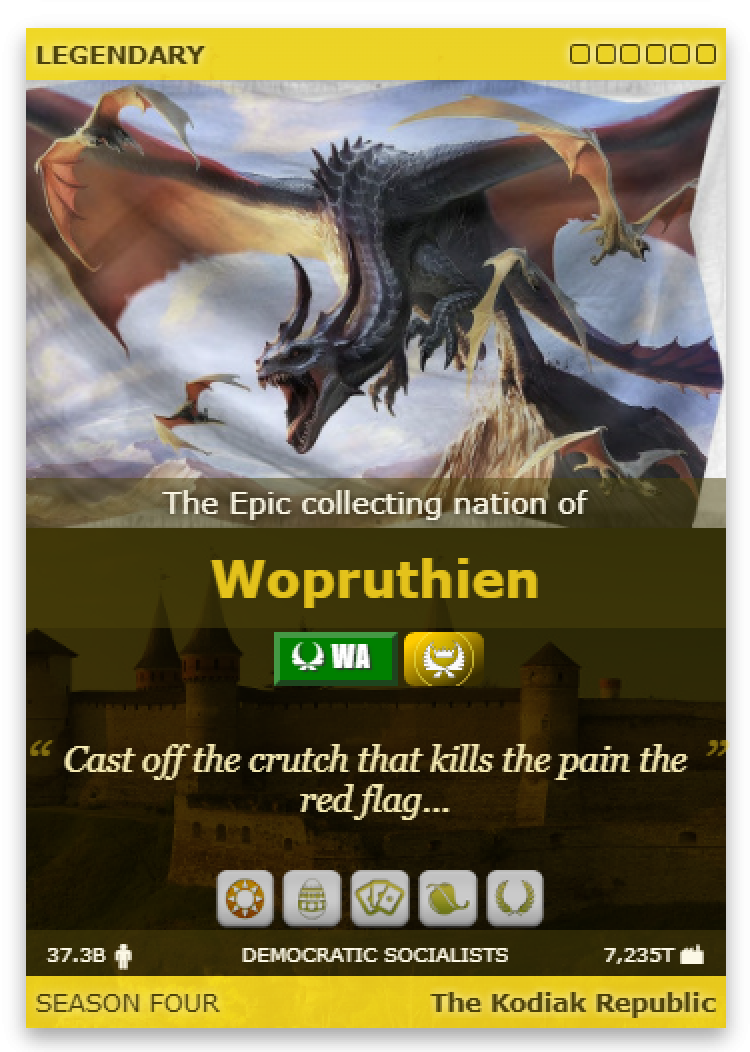 LEGENDARY
The Epic collecting nation of
Wopruthien
WA
“ Cast off the crutch that kills the pain the ”
red flag...
37.3B DEMOCRATIC SOCIALISTS 7,235T
SEASON FOUR The Kodiak Republic